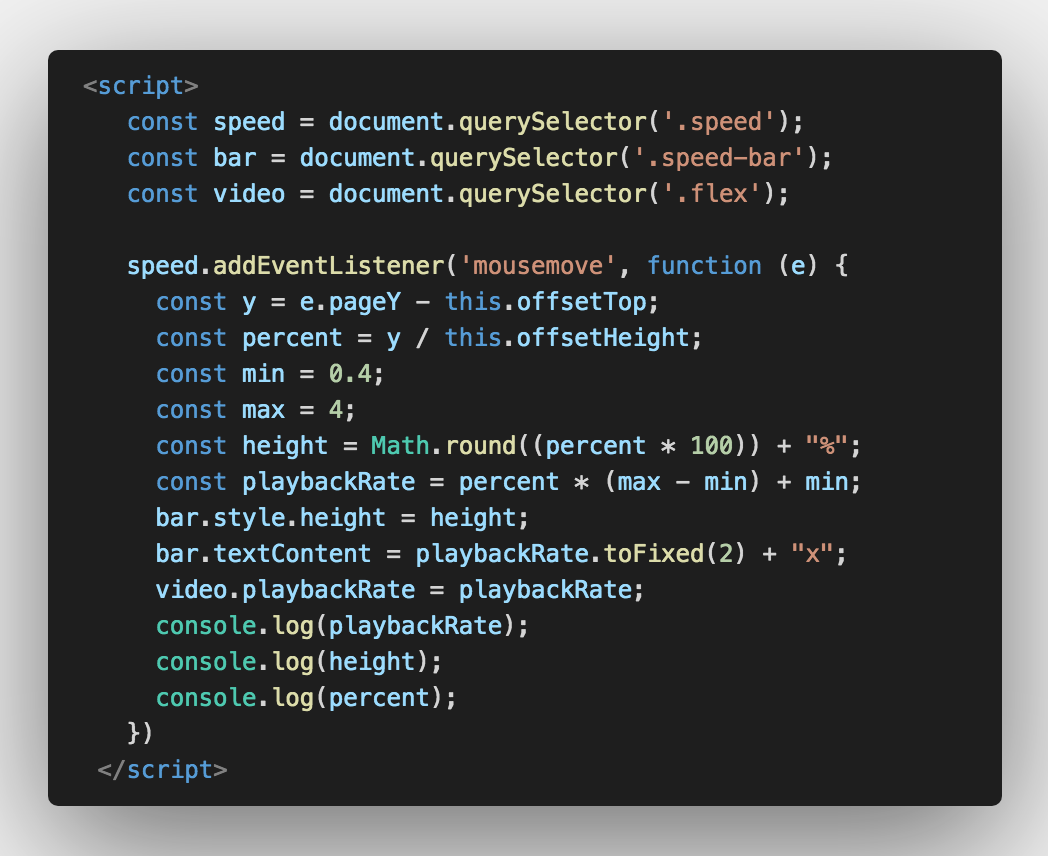 <script>
const speed = document.querySelector('.speed');
const bar = document.querySelector('.speed-bar');
const video = document.querySelector('.flex');
speed.addEventListener('mousemove', function (e) {
const y = e.pageY - this.offsetTop;
const percent = y / this.offsetHeight;
const min = 0.4;
const max = 4;
const height = Math.round((percent * 100)) + "%";
const playbackRate = percent * (max - min) + min;
bar.style.height = height;
bar.textContent = playbackRate.toFixed(2) + "x";
video.playbackRate = playbackRate;
console.log(playbackRate);
console.log(height);
console.log(percent);
})
</script>